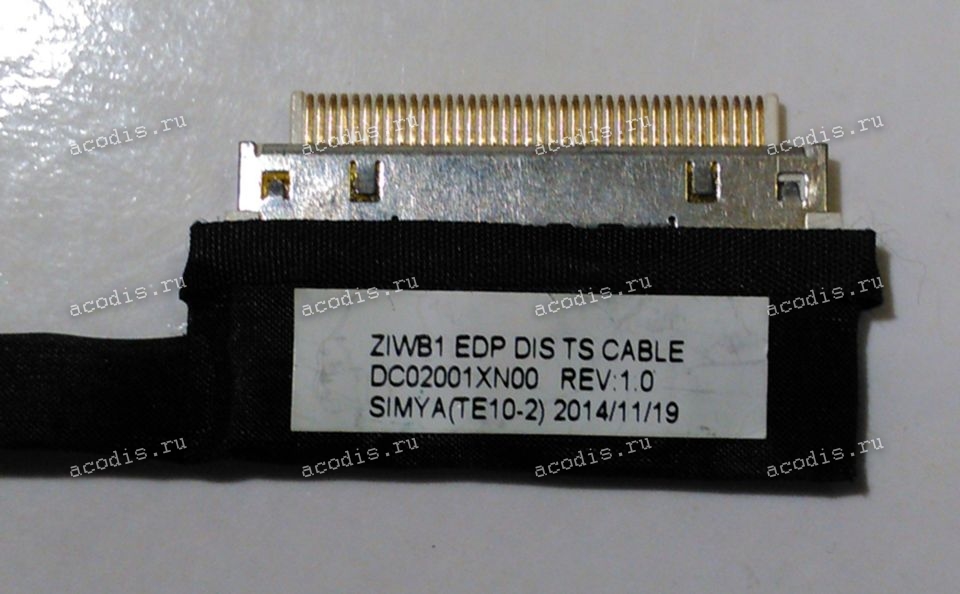 acodis.ru acodis.ru acodis.ru acodis.ru
acodis.ru acodis.ru acodis.ru acodis.ru
ZIWB1 EDP DIS TS CABLE
DC02001XN00 REV:1.0
SIMYA(TE10-2) 2014/11/19
acodis.ru acodis.ru acodis.ru acodis.ru